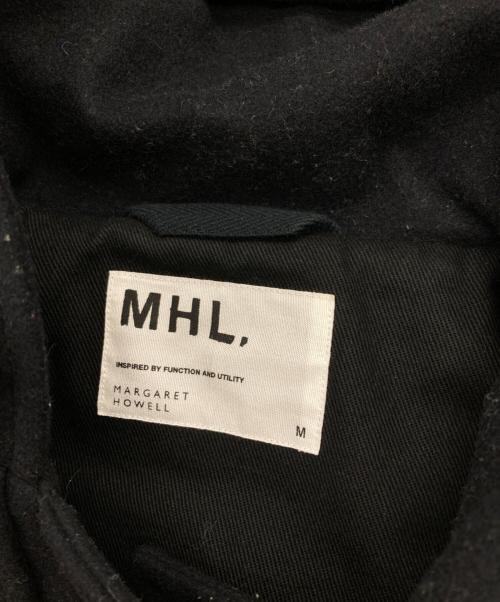 MHL,
INSPIRED BY FUNCTION AND UTILITY
MARGARET
HOWELL
M